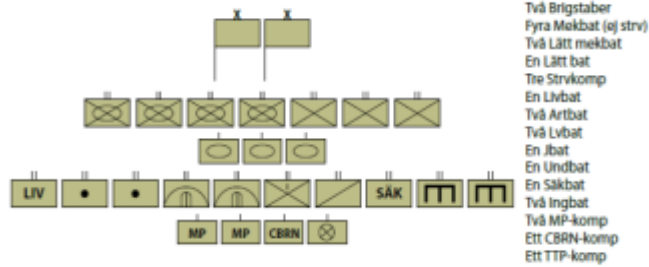 Två Brigstaber
Fyra Mekbat (ej strv)
Två Lätt mekbat
En Lätt bat
Tre Strvkomp
En Livbat
Två Artbat
Två Lvbat
En Jbat
En Undbat
En Säkbat
Två Ingbat
Två MP-komp
Ett CBRN-komp
Ett TTP-komp
LIV
SÄK
MP
MP
CBRN